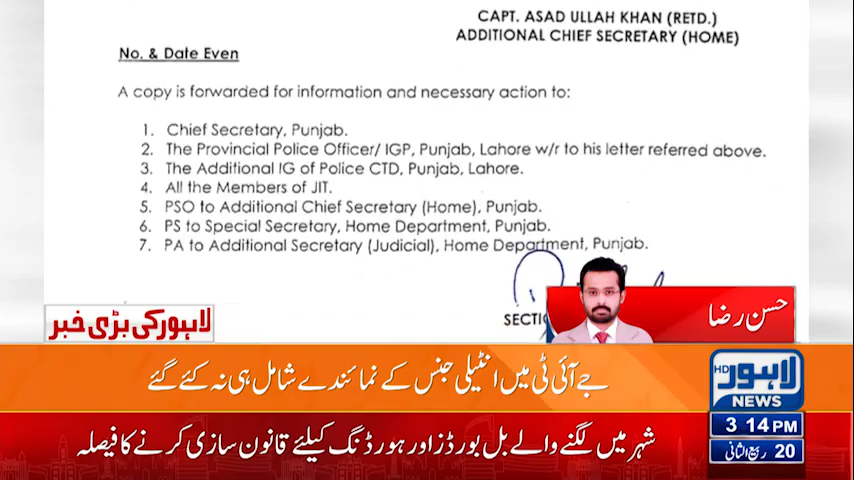 CAPT. ASAD ULLAH KHAN (RETD.)
ADDITIONAL CHIEF SECRETARY (HOME)
No. & Date Even
A copy is forwarded for information and necessary action to:
1. Chief Secretary, Punjab.
2. The Provincial Police Officer/ IGP, Punjab, Lahore w/r to his letter referred above.
3. The Additional IG of Police CTD, Punjab, Lahore.
4. All the Members of JIT.
5. PSO to Additional Chief Secretary (Home), Punjab.
6. PS to Special Secretary, Home Department, Punjab.
7. PA to Additional Secretary (Judicial), Home Department, Punjab.
حسن رضا
لاہور کی بڑی خبر
جے آئی ٹی میں انٹیلی جنس کے نمائندے شامل ہی نہ کئے گئے
لاہور HD
NEWS
3 14 PM
شہر میں لگنے والے بل بورڈز اور ہورڈنگ کیلئے قانون سازی کرنے کا فیصلہ
20 ربیع الثانی